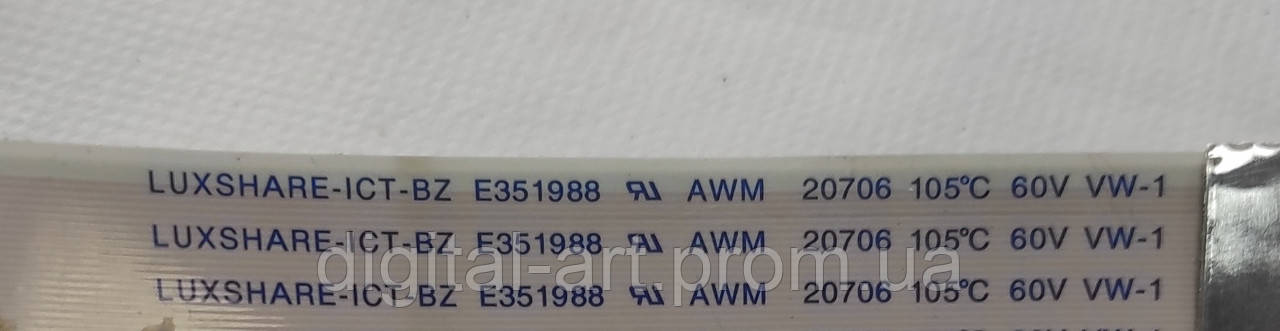 LUXSHARE-ICT-BZ E351988 AWM 20706 105℃ 60V VW-1
LUXSHARE-ICT-BZ E351988 AWM 20706 105℃ 60V VW-1
digital-art.prom.ua
LUXSHARE-ICT-BZ E351988 AWM 20706 105℃ 60V VW-1